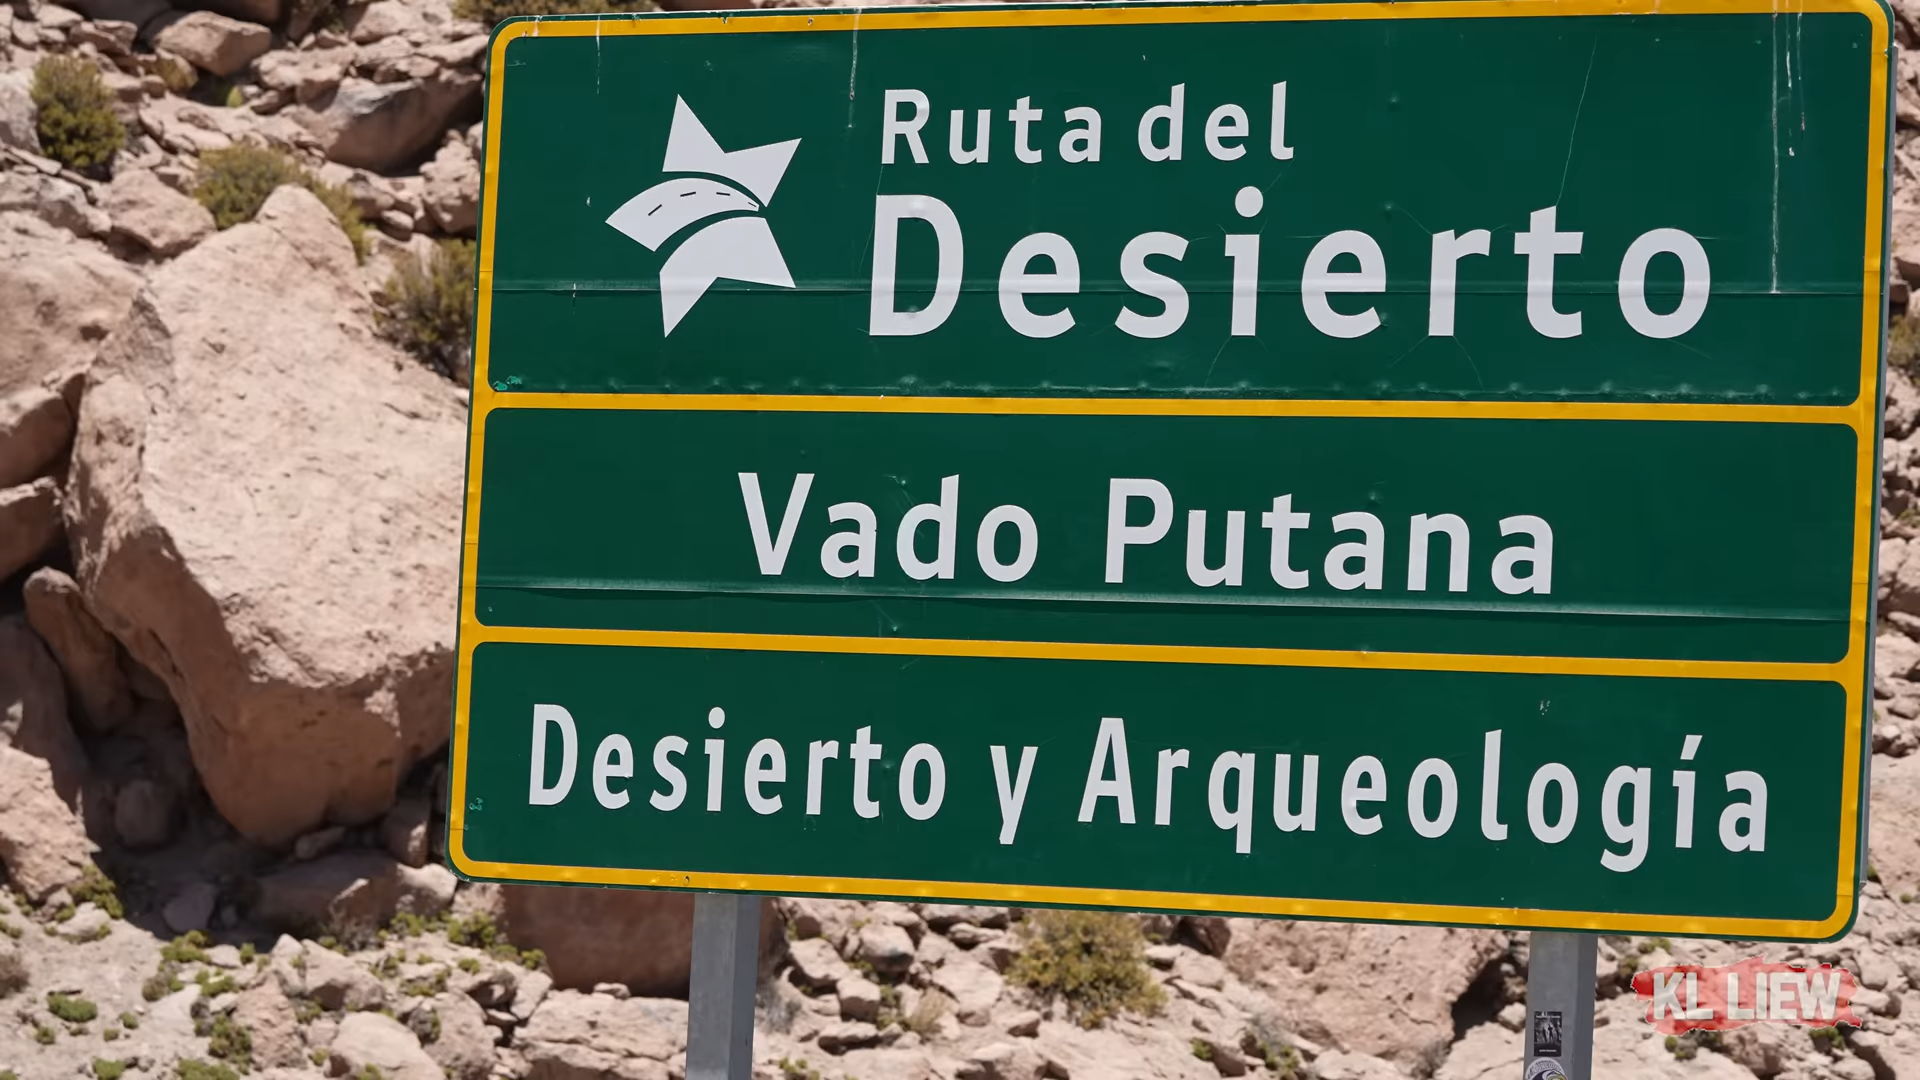 Ruta del
Desierto
Vado Putana
Desierto y Arqueología
KL LIEW